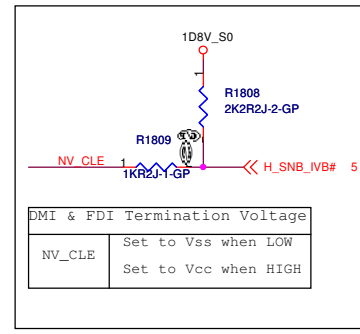 1D8V_S0
1
R1808
2K2R2J-2-GP
R1809
NV_CLE
1
1KR2J-1-GP
H_SNB_IVB# 5
DMI & FDI Termination Voltage
NV_CLE
Set to Vss when LOW
Set to Vcc when HIGH